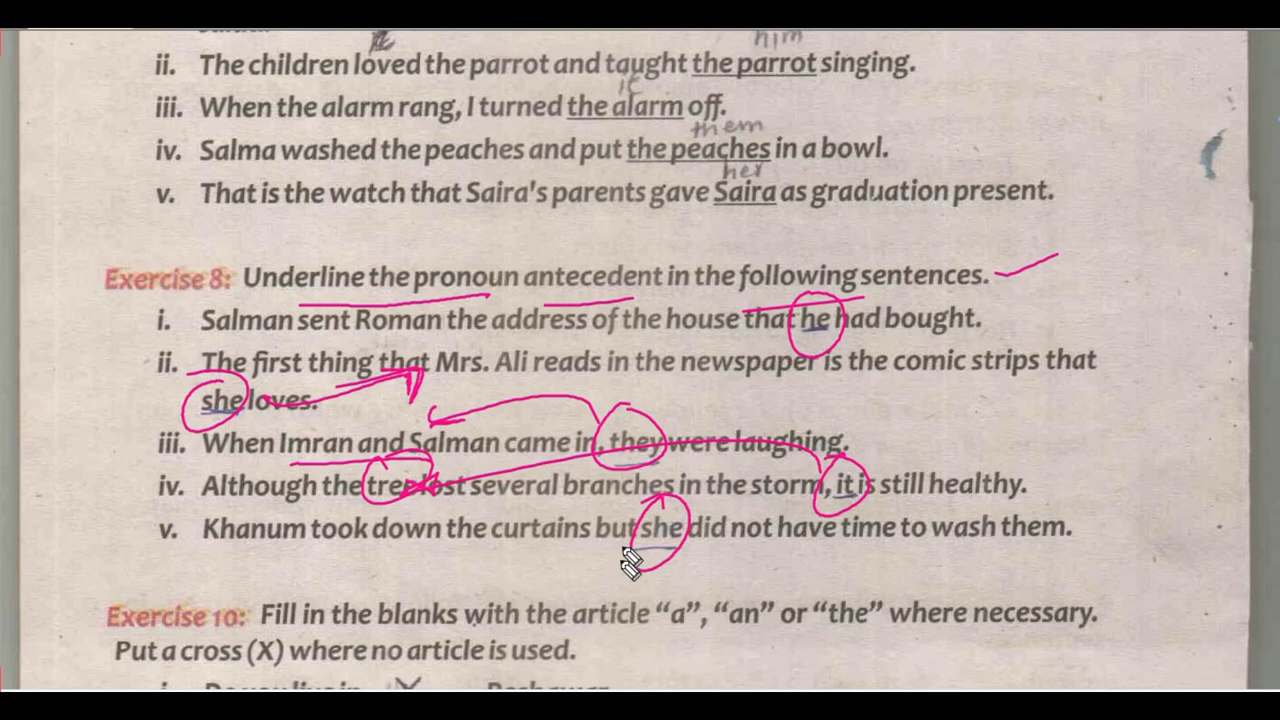 him
ii. The children loved the parrot and taught the parrot singing.
it
iii. When the alarm rang, I turned the alarm off.
them
iv. Salma washed the peaches and put the peaches in a bowl.
her
v. That is the watch that Saira's parents gave Saira as graduation present.
Exercise 8: Underline the pronoun antecedent in the following sentences.
i. Salman sent Roman the address of the house that he had bought.
ii. The first thing that Mrs. Ali reads in the newspaper is the comic strips that
she loves.
iii. When Imran and Salman came in, they were laughing.
iv. Although the tree lost several branches in the storm, it is still healthy.
v. Khanum took down the curtains but she did not have time to wash them.
Exercise 10: Fill in the blanks with the article “a”, “an” or “the” where necessary.
Put a cross (X) where no article is used.